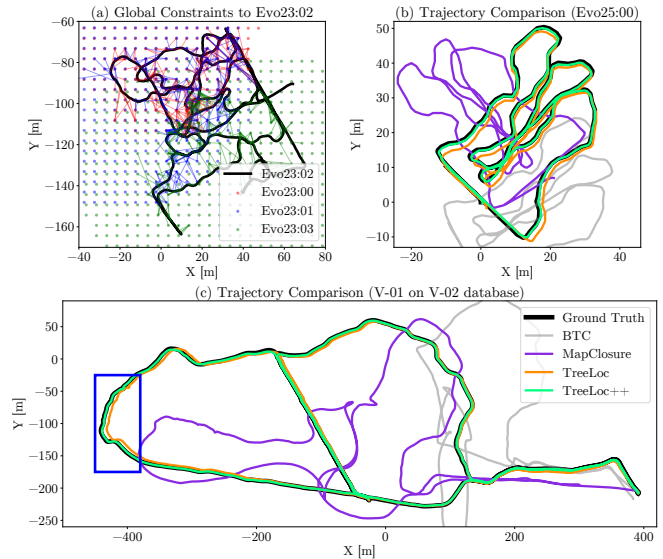 (a) Global Constraints to Evo23:02
(b) Trajectory Comparison (Evo25:00)
−60
−80
−100
−120
−140
−160
Y [m]
−40
−20
0
20
40
60
80
X [m]
Evo23:02
Evo23:00
Evo23:01
Evo23:03
50
40
30
20
10
0
−10
Y [m]
−20
0
20
40
X [m]
(c) Trajectory Comparison (V-01 on V-02 database)
50
0
−50
−100
−150
−200
−250
Y [m]
−400
−200
0
200
400
X [m]
Ground Truth
BTC
MapClosure
TreeLoc
TreeLoc++